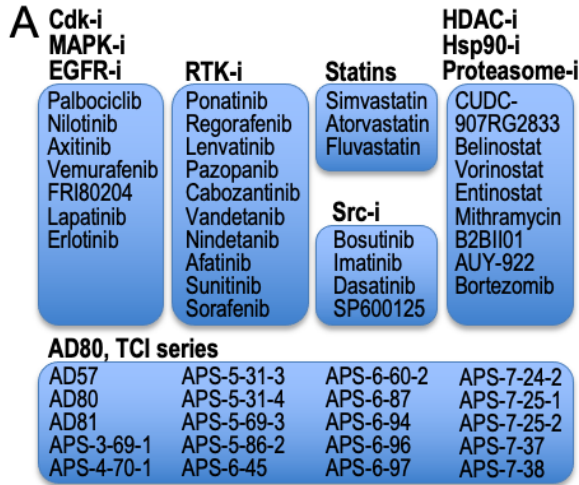 A
Cdk-i
MAPK-i
EGFR-i
Palbociclib
Nilotinib
Axitinib
Vemurafenib
FRI80204
Lapatinib
Erlotinib
RTK-i
Ponatinib
Regorafenib
Lenvatinib
Pazopanib
Cabozantinib
Vandetanib
Nindetanib
Afatinib
Sunitinib
Sorafenib
Statins
Simvastatin
Atorvastatin
Fluvastatin
Src-i
Bosutinib
Imatinib
Dasatinib
SP600125
HDAC-i
Hsp90-i
Proteasome-i
CUDC-
907RG2833
Belinostat
Vorinostat
Entinostat
Mithramycin
B2BII01
AUY-922
Bortezomib
AD80, TCI series
AD57
AD80
AD81
APS-3-69-1
APS-4-70-1
APS-5-31-3
APS-5-31-4
APS-5-69-3
APS-5-86-2
APS-6-45
APS-6-60-2
APS-6-87
APS-6-94
APS-6-96
APS-6-97
APS-7-24-2
APS-7-25-1
APS-7-25-2
APS-7-37
APS-7-38